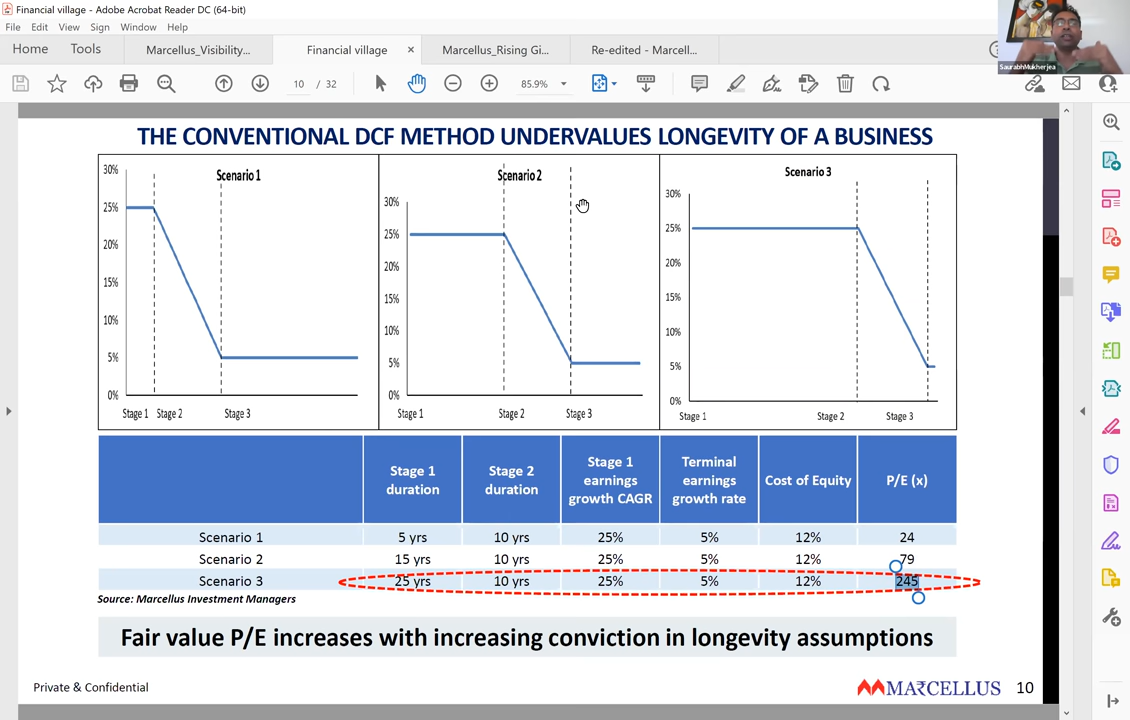 Financial village - Adobe Acrobat Reader DC (64-bit)
File Edit View Sign Window Help
Home Tools Marcellus_Visibility... Financial village × Marcellus_Rising Gi... Re-edited - Marcell...
SaurabhMukherjea
10 / 32 85.9%
THE CONVENTIONAL DCF METHOD UNDERVALUES LONGEVITY OF A BUSINESS
Scenario 1
30%
25%
20%
15%
10%
5%
0%
Stage 1 Stage 2 Stage 3
Scenario 2
30%
25%
20%
15%
10%
5%
0%
Stage 1 Stage 2 Stage 3
Scenario 3
30%
25%
20%
15%
10%
5%
0%
Stage 1 Stage 2 Stage 3
Stage 1 duration Stage 2 duration Stage 1 earnings growth CAGR Terminal earnings growth rate Cost of Equity P/E (x)
Scenario 1 5 yrs 10 yrs 25% 5% 12% 24
Scenario 2 15 yrs 10 yrs 25% 5% 12% 79
Scenario 3 25 yrs 10 yrs 25% 5% 12% 245
Source: Marcellus Investment Managers
Fair value P/E increases with increasing conviction in longevity assumptions
Private & Confidential MARCELLUS 10